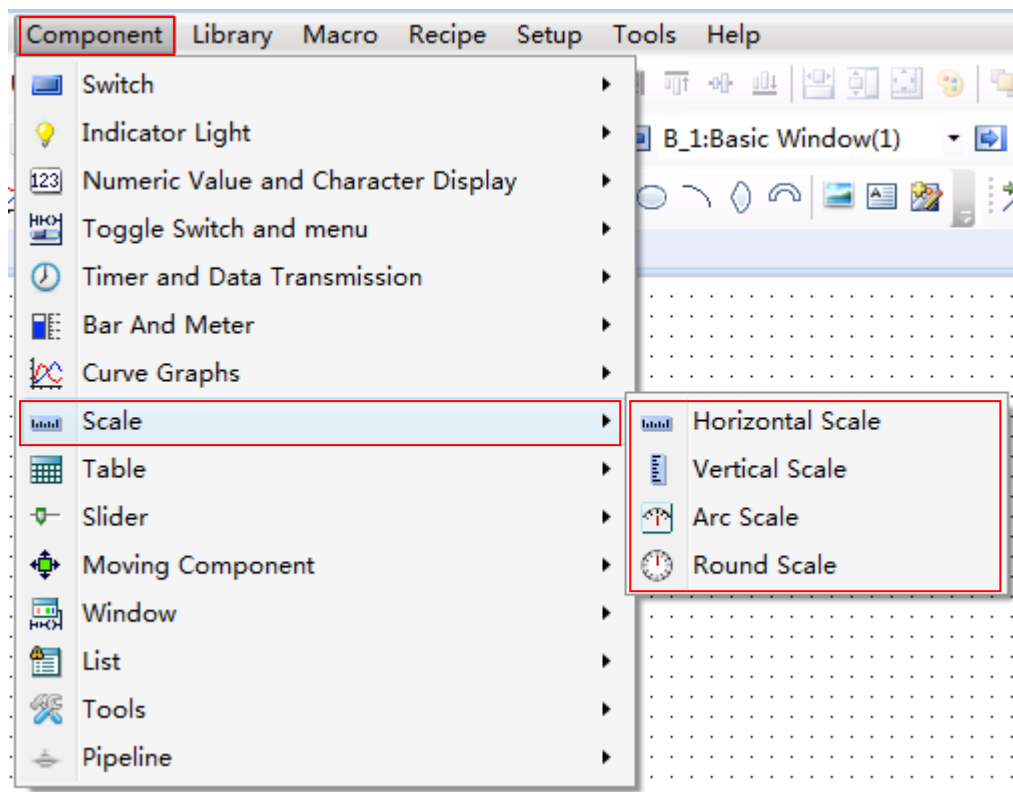 Component Library Macro Recipe Setup Tools Help
Switch
B_1:Basic Window(1)
Indicator Light
123 Numeric Value and Character Display
Toggle Switch and menu
Timer and Data Transmission
Bar And Meter
Curve Graphs
Scale
Table
Slider
Moving Component
Window
List
Tools
Pipeline
Horizontal Scale
Vertical Scale
Arc Scale
Round Scale